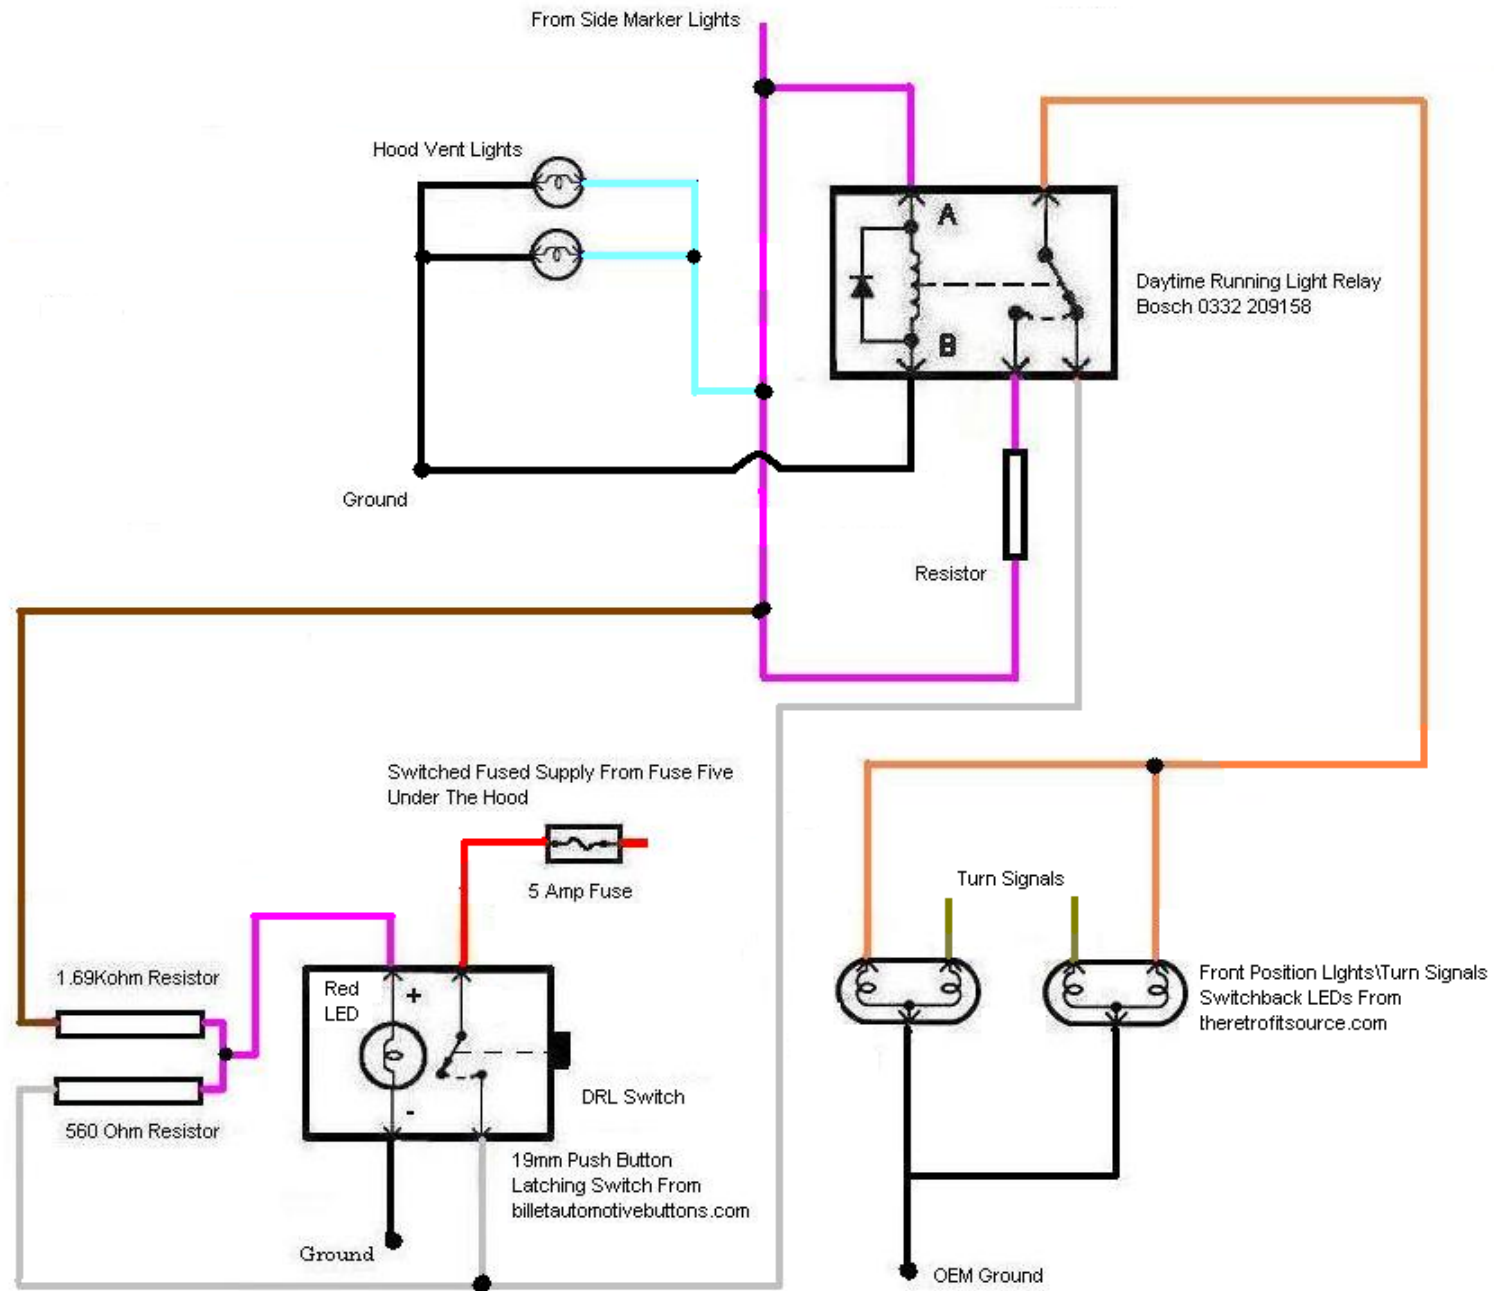 From Side Marker Lights
Hood Vent Lights
A
B
Daytime Running Light Relay
Bosch 0332 209158
Ground
Resistor
Switched Fused Supply From Fuse Five
Under The Hood
5 Amp Fuse
Turn Signals
1.69Kohm Resistor
Red
LED
+
-
560 Ohm Resistor
DRL Switch
Front Position LIghts\Turn Signals
Switchback LEDs From
theretrofitsource.com
19mm Push Button
Latching Switch From
billetautomotivebuttons.com
Ground
OEM Ground